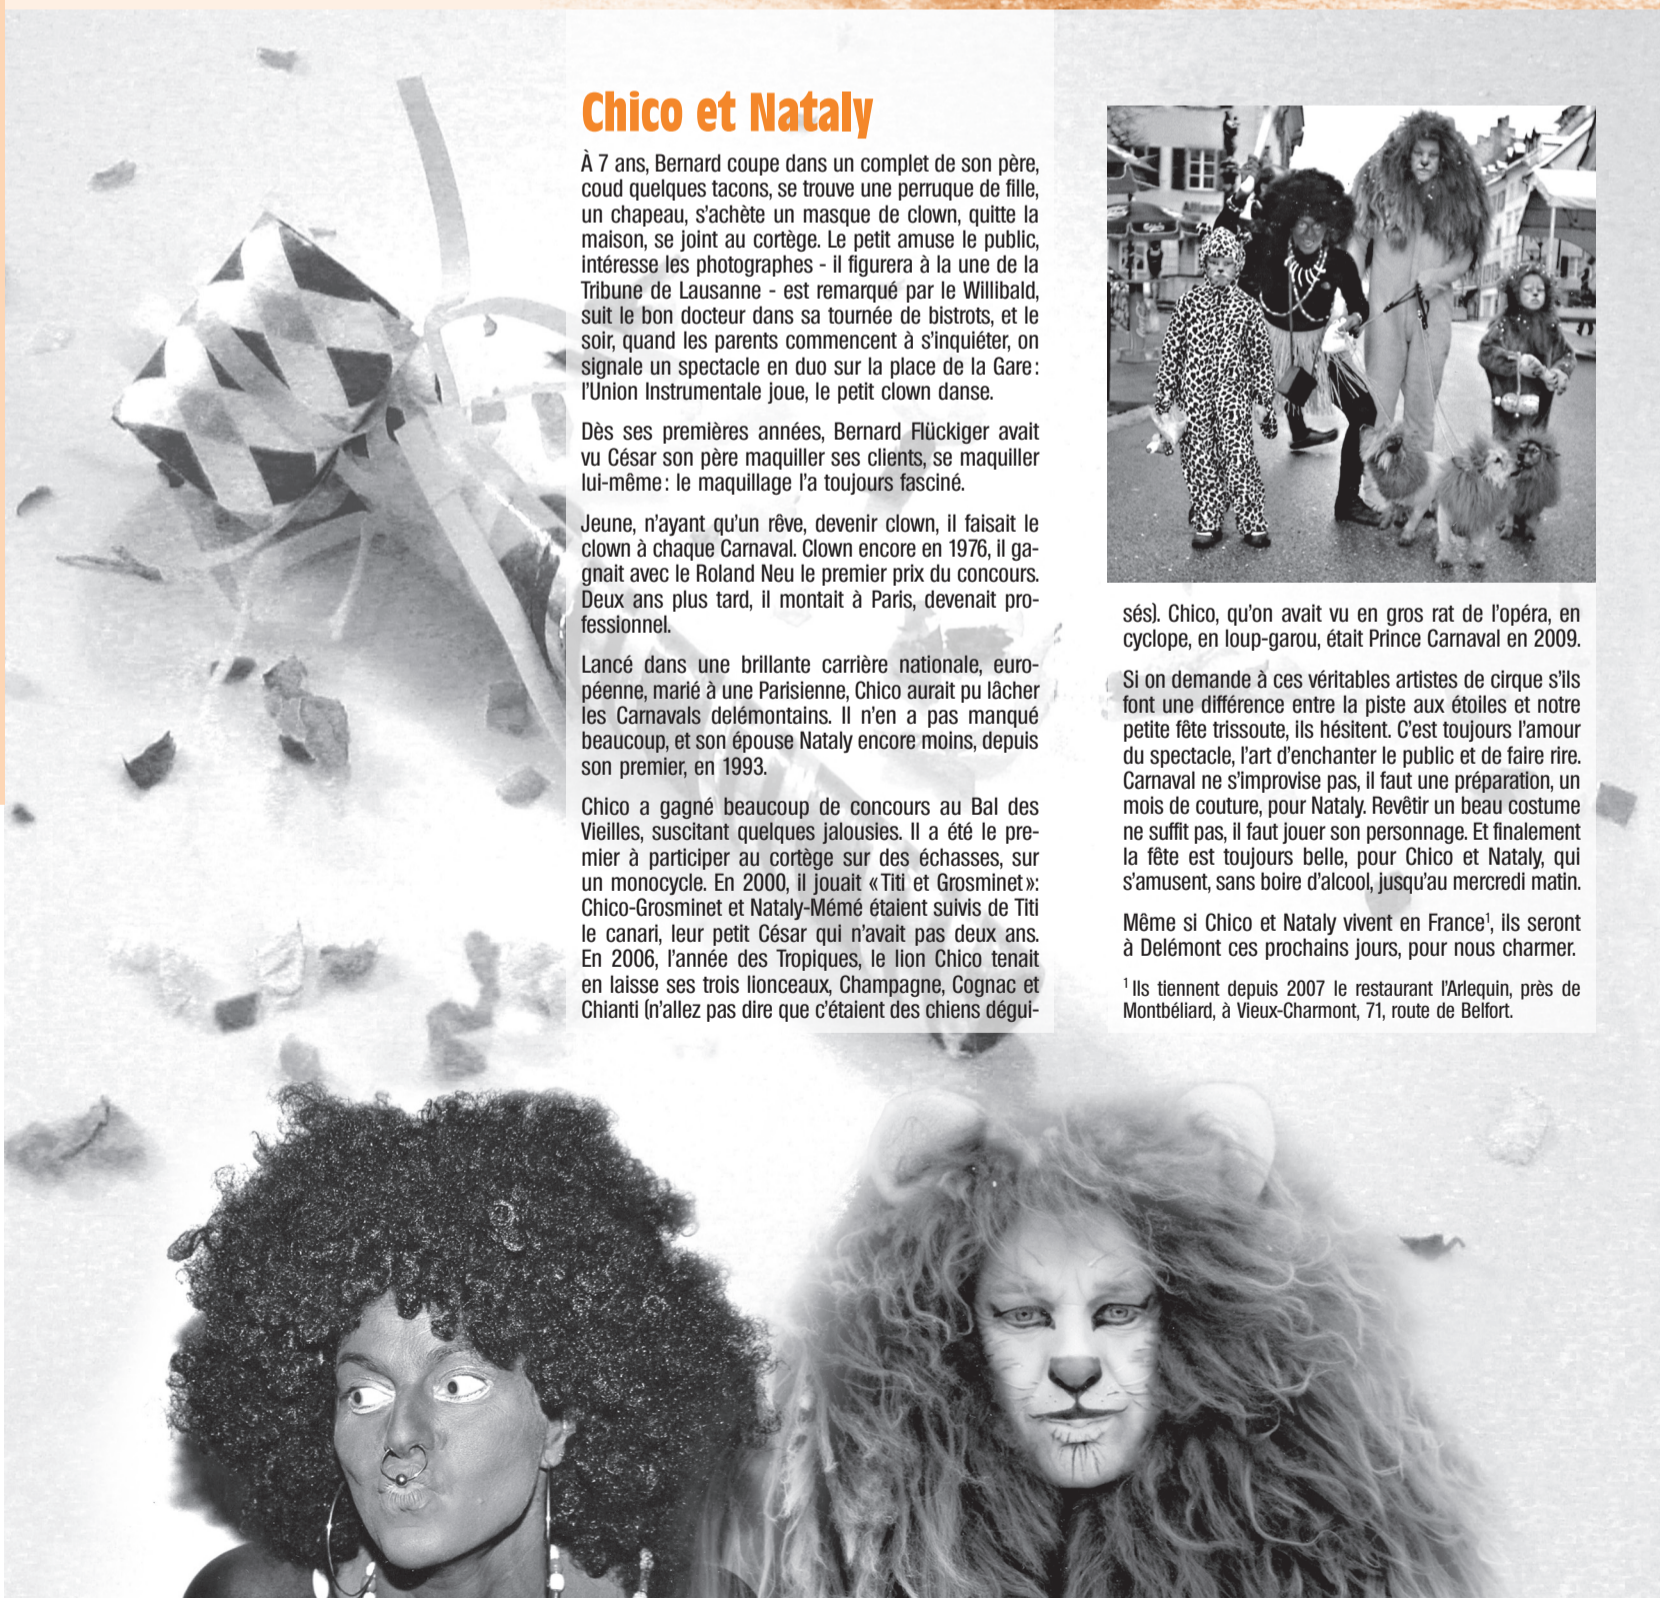 Chico et Nataly
À 7 ans, Bernard coupe dans un complet de son père,
coud quelques tacons, se trouve une perruque de fille,
un chapeau, s'achète un masque de clown, quitte la
maison, se joint au cortège. Le petit amuse le public,
intéresse les photographes - il figurera à la une de la
Tribune de Lausanne - est remarqué par le Willibald,
suit le bon docteur dans sa tournée de bistrots, et le
soir, quand les parents commencent à s'inquiéter, on
signale un spectacle en duo sur la place de la Gare :
l'Union Instrumentale joue, le petit clown danse.
Dès ses premières années, Bernard Flückiger avait
vu César son père maquiller ses clients, se maquiller
lui-même : le maquillage l'a toujours fasciné.
Jeune, n'ayant qu'un rêve, devenir clown, il faisait le
clown à chaque Carnaval. Clown encore en 1976, il ga-
gnait avec le Roland Neu le premier prix du concours.
Deux ans plus tard, il montait à Paris, devenait pro-
fessionnel.
Lancé dans une brillante carrière nationale, euro-
péenne, marié à une Parisienne, Chico aurait pu lâcher
les Carnavals delémontains. Il n'en a pas manqué
beaucoup, et son épouse Nataly encore moins, depuis
son premier, en 1993.
Chico a gagné beaucoup de concours au Bal des
Vieilles, suscitant quelques jalousies. Il a été le pre-
mier à participer au cortège sur des échasses, sur
un monocycle. En 2000, il jouait « Titi et Grosminet »:
Chico-Grosminet et Nataly-Mémé étaient suivis de Titi
le canari, leur petit César qui n'avait pas deux ans.
En 2006, l'année des Tropiques, le lion Chico tenait
en laisse ses trois lionceaux, Champagne, Cognac et
Chianti (n'allez pas dire que c'étaient des chiens dégui-
sés). Chico, qu'on avait vu en gros rat de l'opéra, en
cyclope, en loup-garou, était Prince Carnaval en 2009.
Si on demande à ces véritables artistes de cirque s'ils
font une différence entre la piste aux étoiles et notre
petite fête trissoute, ils hésitent. C'est toujours l'amour
du spectacle, l'art d'enchanter le public et de faire rire.
Carnaval ne s'improvise pas, il faut une préparation, un
mois de couture, pour Nataly. Revêtir un beau costume
ne suffit pas, il faut jouer son personnage. Et finalement
la fête est toujours belle, pour Chico et Nataly, qui
s'amusent, sans boire d'alcool, jusqu'au mercredi matin.
Même si Chico et Nataly vivent en France¹, ils seront
à Delémont ces prochains jours, pour nous charmer.
¹ Ils tiennent depuis 2007 le restaurant l'Arlequin, près de
Montbéliard, à Vieux-Charmont, 71, route de Belfort.